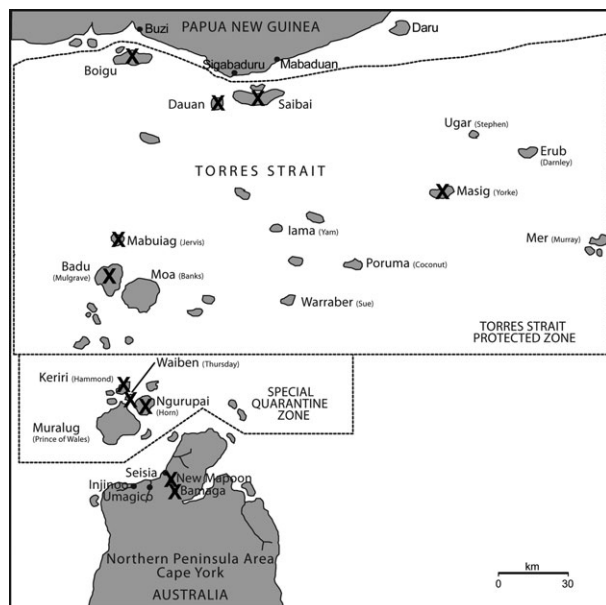 Buzi
PAPUA NEW GUINEA
Daru
Sigabaduru
Mabaduan
Boigu
Dauan
Saibai
Ugar (Stephen)
Erub
(Darnley)
TORRES STRAIT
Masig (Yorke)
Iama (Yam)
Mer (Murray)
Mabuiag (Jervis)
Badu
(Mulgrave)
Moa (Banks)
Poruma (Coconut)
Warraber (Sue)
TORRES STRAIT
PROTECTED ZONE
Waiben (Thursday)
Keriri (Hammond)
Ngurupai
(Horn)
SPECIAL
QUARANTINE
ZONE
Muralug
(Prince of Wales)
Seisia
New Mapoon
Injinoo
Bamaga
Umagico
Northern Peninsula Area
Cape York
AUSTRALIA
km
0 30